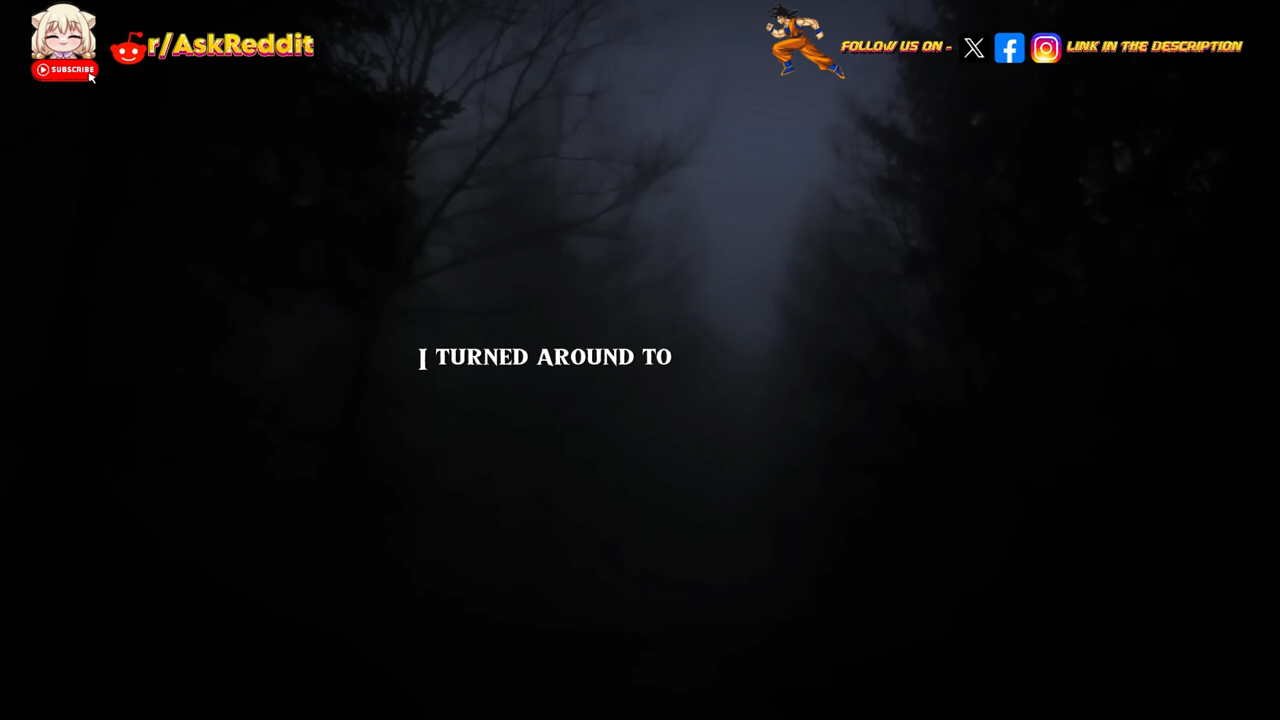 r/AskReddit
SUBSCRIBE
FOLLOW US ON -
LINK IN THE DESCRIPTION
I TURNED AROUND TO